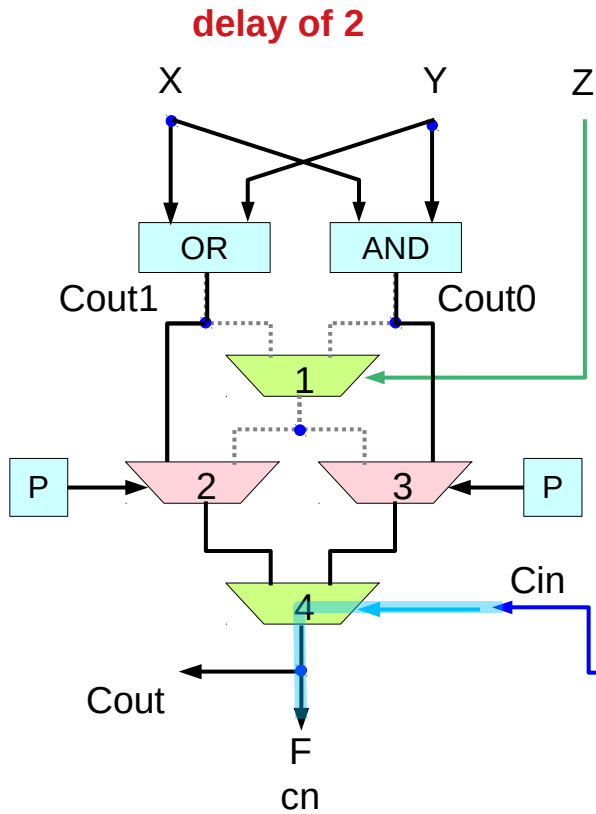 delay of 2
X Y Z
OR AND
Cout1 Cout0
1
P 2 3 P
Cin
4
Cout
F
cn